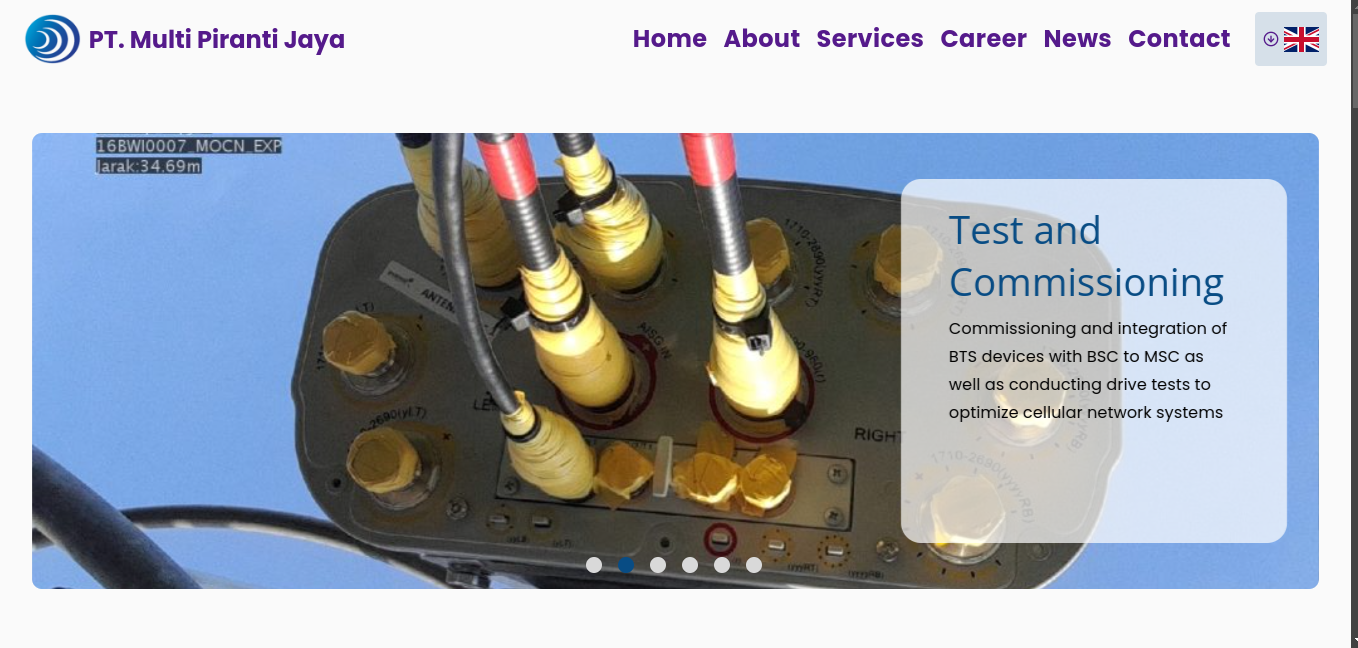 PT. Multi Piranti Jaya
Home About Services Career News Contact
16BWI0007_MOCN_EXP
Jarak:34.69m
Test and
Commissioning
Commissioning and integration of
BTS devices with BSC to MSC as
well as conducting drive tests to
optimize cellular network systems
AISG IN
RIGHT